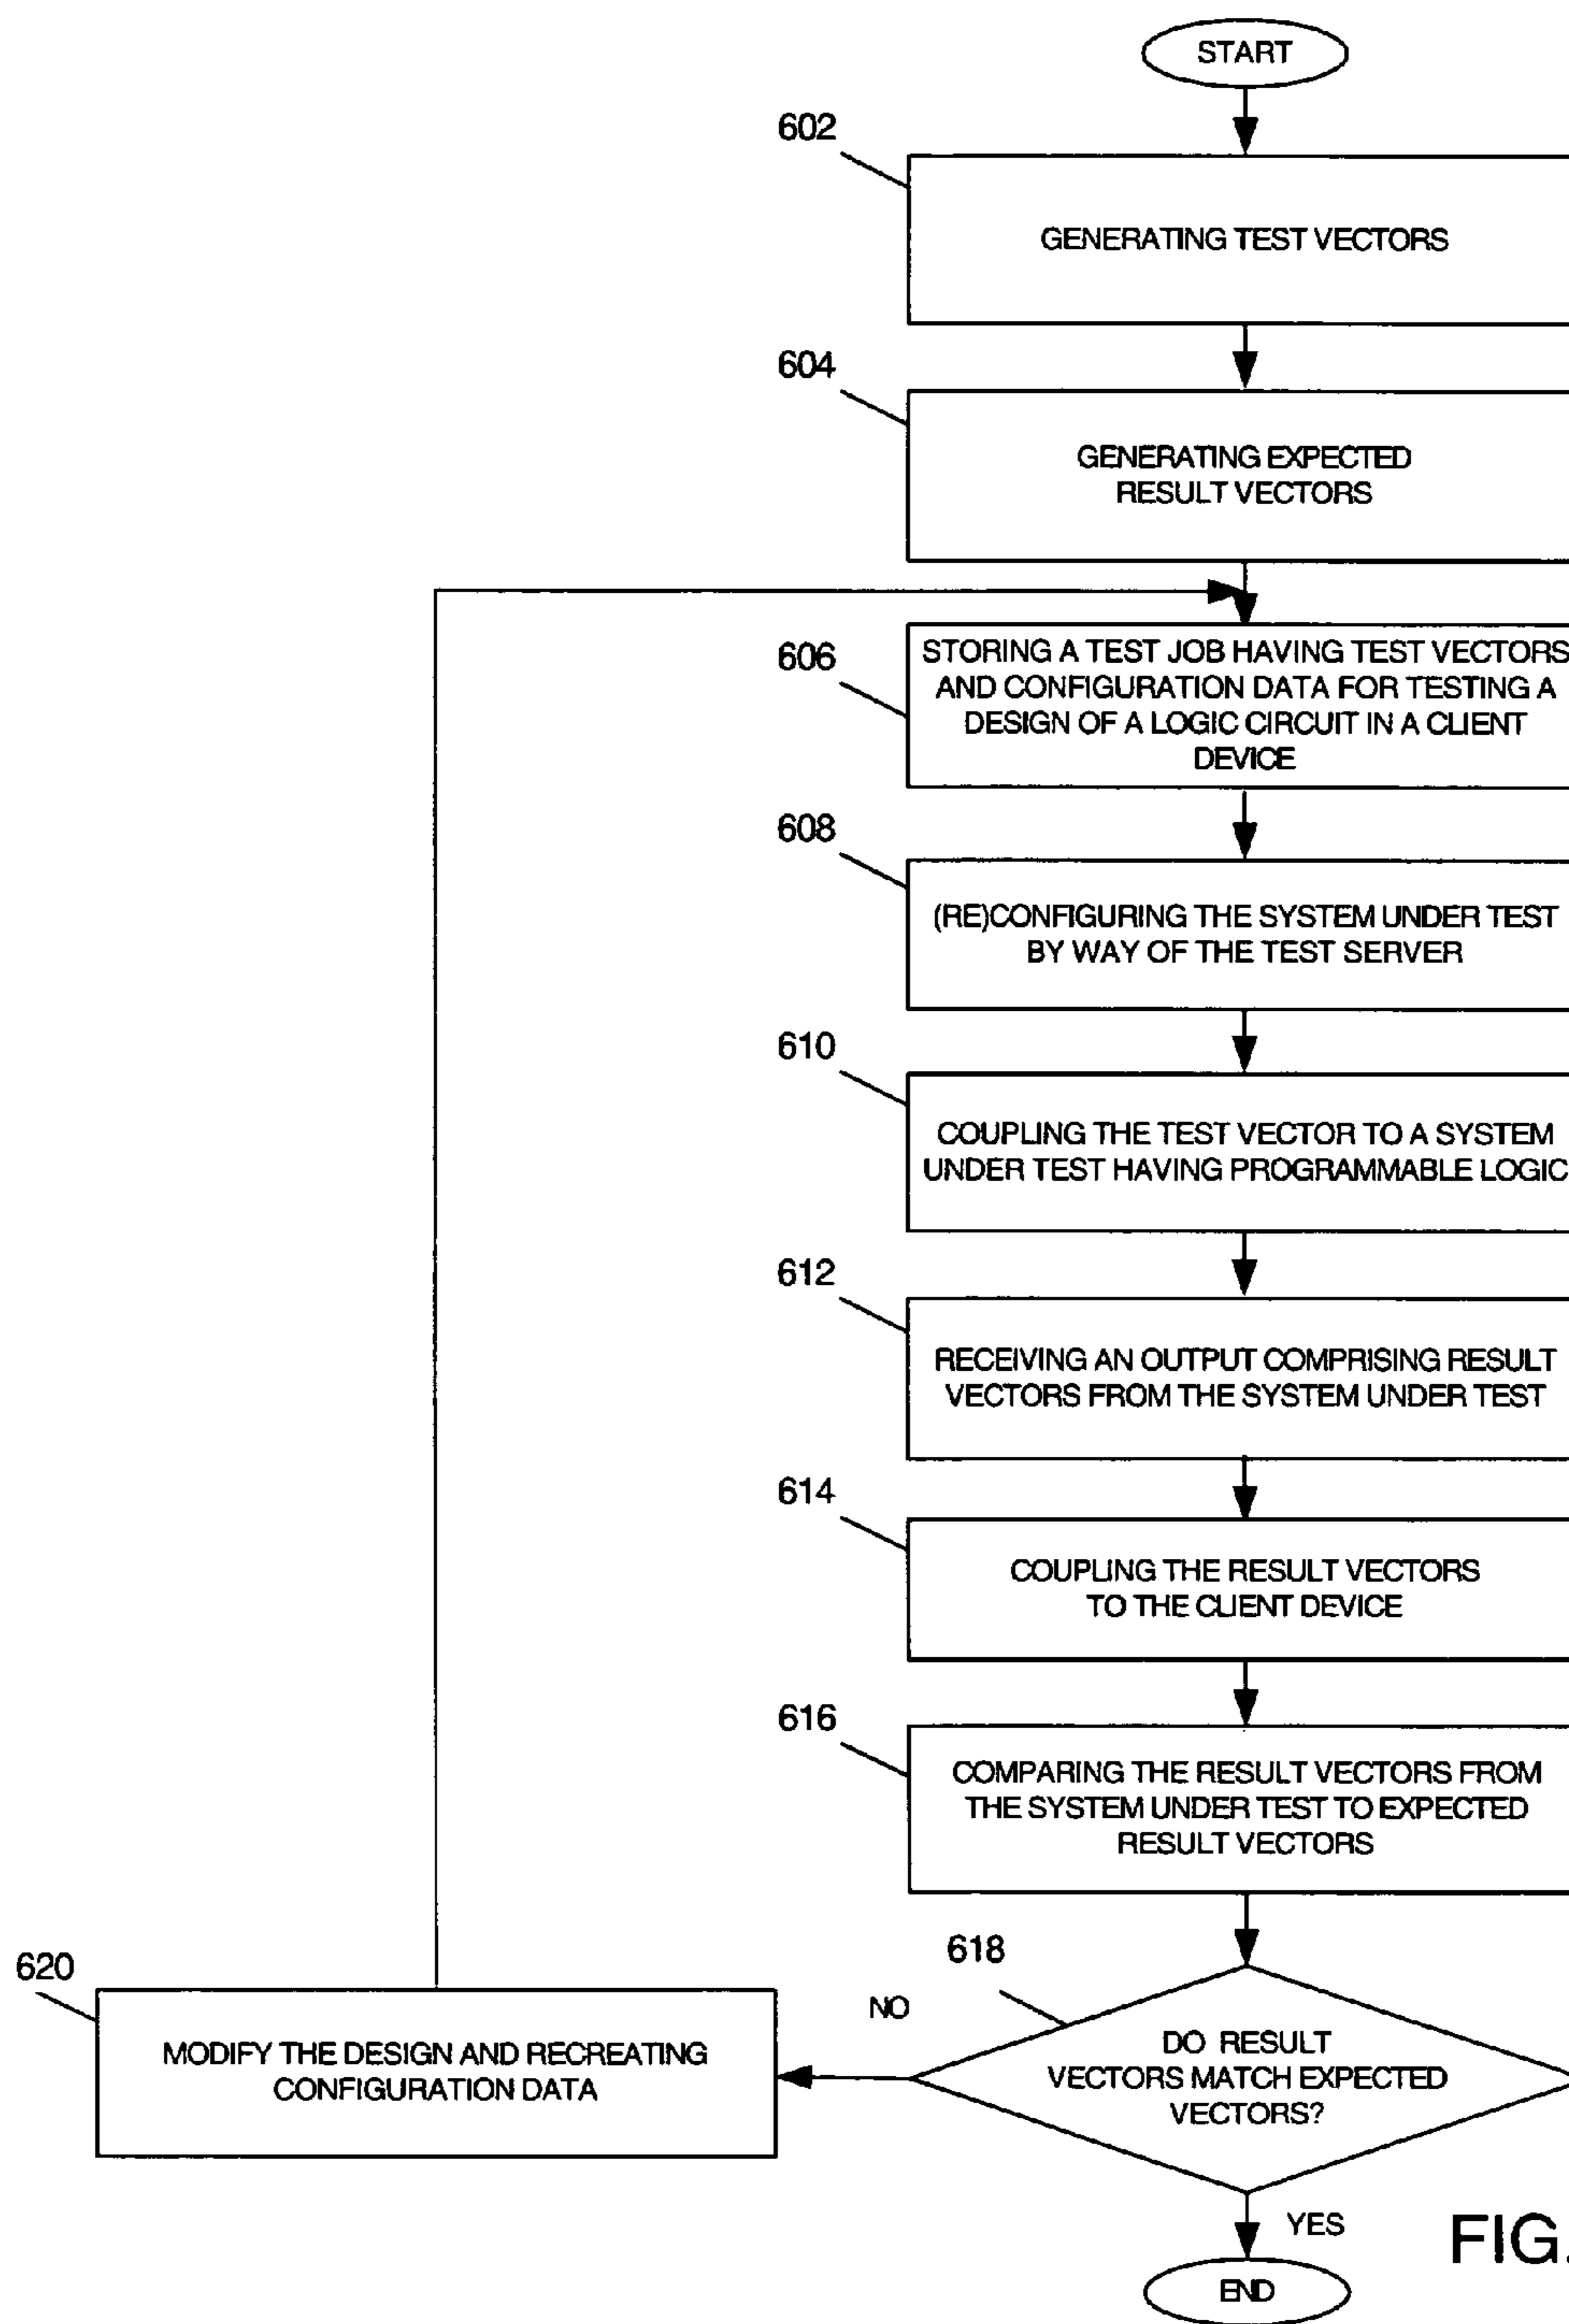 START
602
GENERATING TEST VECTORS
604
GENERATING EXPECTED
RESULT VECTORS
606
STORING A TEST JOB HAVING TEST VECTORS
AND CONFIGURATION DATA FOR TESTING A
DESIGN OF A LOGIC CIRCUIT IN A CLIENT
DEVICE
608
(RE)CONFIGURING THE SYSTEM UNDER TEST
BY WAY OF THE TEST SERVER
610
COUPLING THE TEST VECTOR TO A SYSTEM
UNDER TEST HAVING PROGRAMMABLE LOGIC
612
RECEIVING AN OUTPUT COMPRISING RESULT
VECTORS FROM THE SYSTEM UNDER TEST
614
COUPLING THE RESULT VECTORS
TO THE CLIENT DEVICE
616
COMPARING THE RESULT VECTORS FROM
THE SYSTEM UNDER TEST TO EXPECTED
RESULT VECTORS
618
DO RESULT
VECTORS MATCH EXPECTED
VECTORS?
NO
620
MODIFY THE DESIGN AND RECREATING
CONFIGURATION DATA
YES
FIG.
END